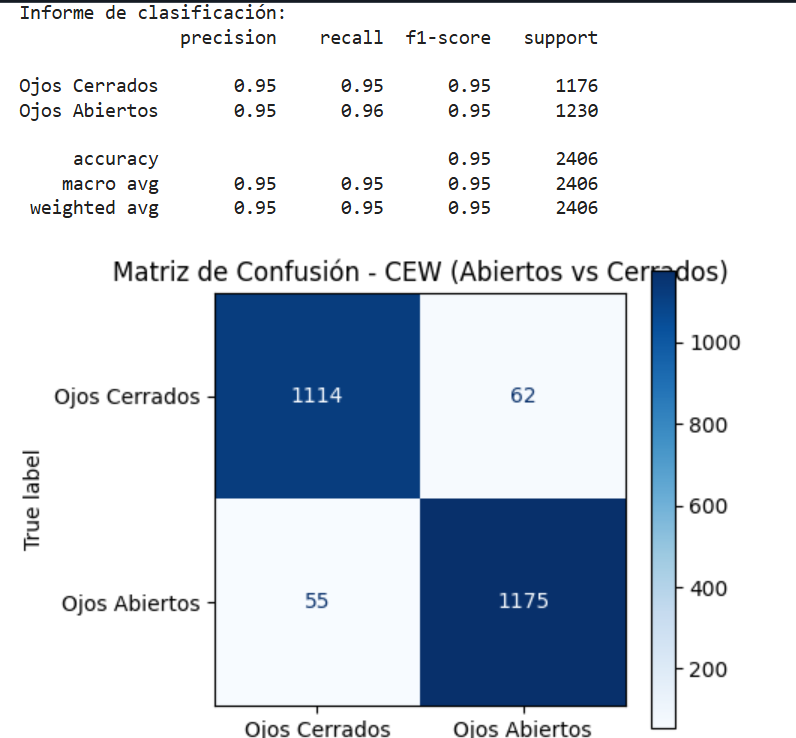 Informe de clasificación:
precision recall f1-score support
Ojos Cerrados 0.95 0.95 0.95 1176
Ojos Abiertos 0.95 0.96 0.95 1230
accuracy 0.95 2406
macro avg 0.95 0.95 0.95 2406
weighted avg 0.95 0.95 0.95 2406
Matriz de Confusión - CEW (Abiertos vs Cerrados)
Ojos Cerrados 1114 62
Ojos Abiertos 55 1175
True label
Ojos Cerrados Ojos Abiertos
1000
800
600
400
200